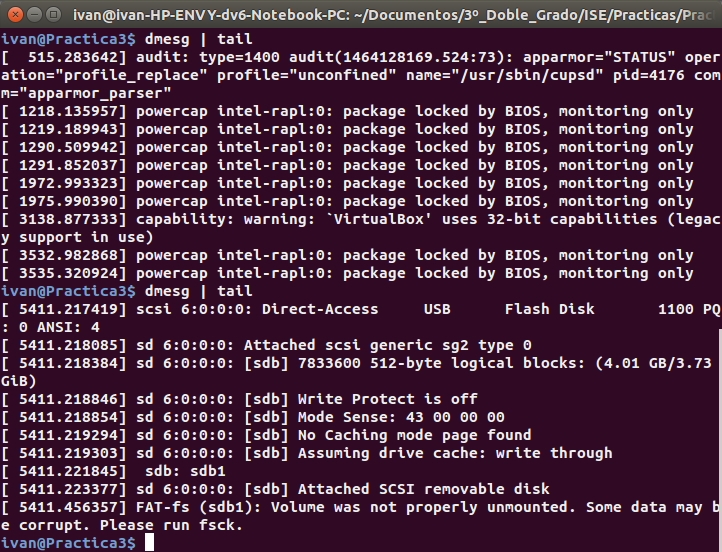 ivan@ivan-HP-ENVY-dv6-Notebook-PC: ~/Documentos/3º_Doble_Grado/ISE/Practicas/Prac
ivan@Practica3$ dmesg | tail
[  515.283642] audit: type=1400 audit(1464128169.524:73): apparmor="STATUS" oper
ation="profile_replace" profile="unconfined" name="/usr/sbin/cupsd" pid=4176 com
m="apparmor_parser"
[ 1218.135957] powercap intel-rapl:0: package locked by BIOS, monitoring only
[ 1219.189943] powercap intel-rapl:0: package locked by BIOS, monitoring only
[ 1290.509942] powercap intel-rapl:0: package locked by BIOS, monitoring only
[ 1291.852037] powercap intel-rapl:0: package locked by BIOS, monitoring only
[ 1972.993323] powercap intel-rapl:0: package locked by BIOS, monitoring only
[ 1975.990390] powercap intel-rapl:0: package locked by BIOS, monitoring only
[ 3138.877333] capability: warning: `VirtualBox' uses 32-bit capabilities (legac
y support in use)
[ 3532.982868] powercap intel-rapl:0: package locked by BIOS, monitoring only
[ 3535.320924] powercap intel-rapl:0: package locked by BIOS, monitoring only
ivan@Practica3$ dmesg | tail
[ 5411.217419] scsi 6:0:0:0: Direct-Access     USB      Flash Disk       1100 PQ
: 0 ANSI: 4
[ 5411.218085] sd 6:0:0:0: Attached scsi generic sg2 type 0
[ 5411.218384] sd 6:0:0:0: [sdb] 7833600 512-byte logical blocks: (4.01 GB/3.73 
GiB)
[ 5411.218846] sd 6:0:0:0: [sdb] Write Protect is off
[ 5411.218854] sd 6:0:0:0: [sdb] Mode Sense: 43 00 00 00
[ 5411.219294] sd 6:0:0:0: [sdb] No Caching mode page found
[ 5411.219303] sd 6:0:0:0: [sdb] Assuming drive cache: write through
[ 5411.221845]  sdb: sdb1
[ 5411.223377] sd 6:0:0:0: [sdb] Attached SCSI removable disk
[ 5411.456357] FAT-fs (sdb1): Volume was not properly unmounted. Some data may b
e corrupt. Please run fsck.
ivan@Practica3$